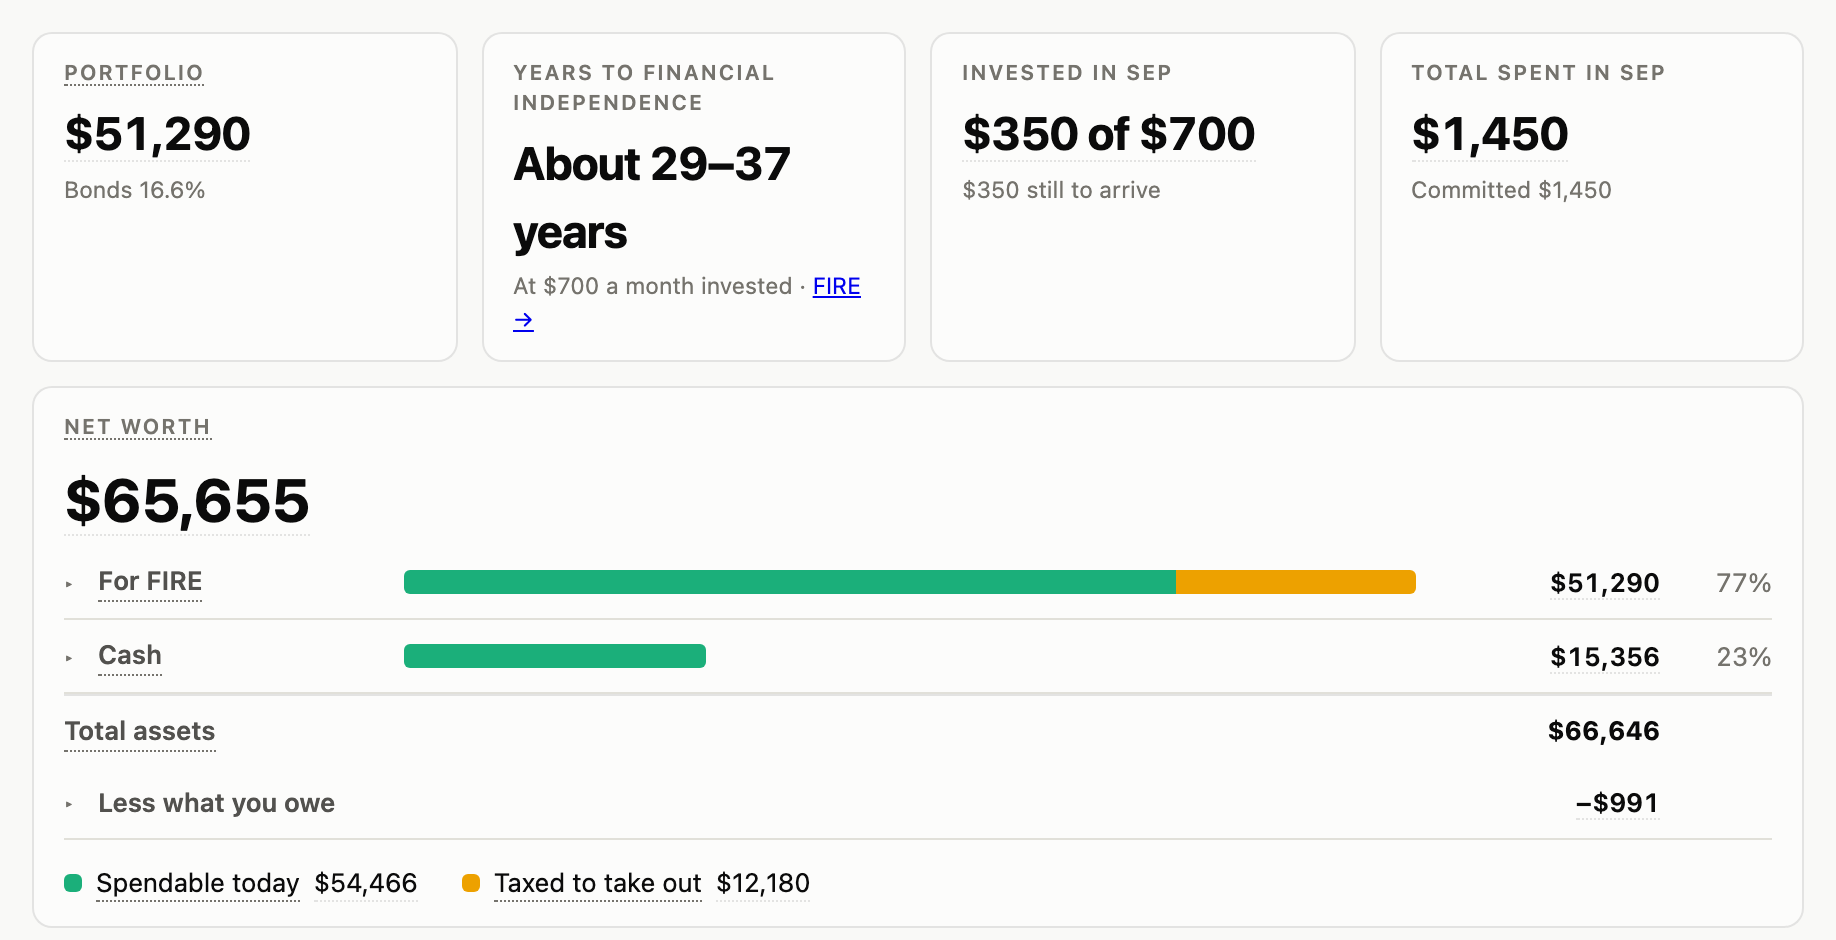 PORTFOLIO
$51,290
Bonds 16.6%
YEARS TO FINANCIAL
INDEPENDENCE
About 29–37
years
At $700 a month invested · FIRE
→
INVESTED IN SEP
$350 of $700
$350 still to arrive
TOTAL SPENT IN SEP
$1,450
Committed $1,450
NET WORTH
$65,655
▸ For FIRE $51,290 77%
▸ Cash $15,356 23%
Total assets $66,646
▸ Less what you owe –$991
Spendable today $54,466 Taxed to take out $12,180